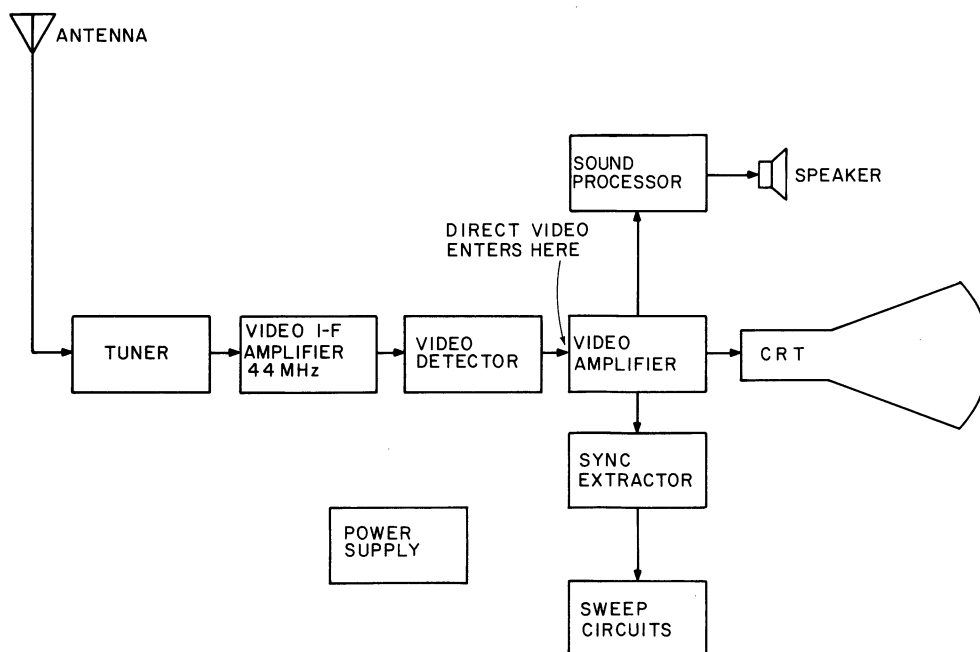 ANTENNA
SOUND
PROCESSOR
SPEAKER
DIRECT VIDEO
ENTERS HERE
TUNER
VIDEO I-F
AMPLIFIER
44 MHz
VIDEO
DETECTOR
VIDEO
AMPLIFIER
CRT
SYNC
EXTRACTOR
POWER
SUPPLY
SWEEP
CIRCUITS